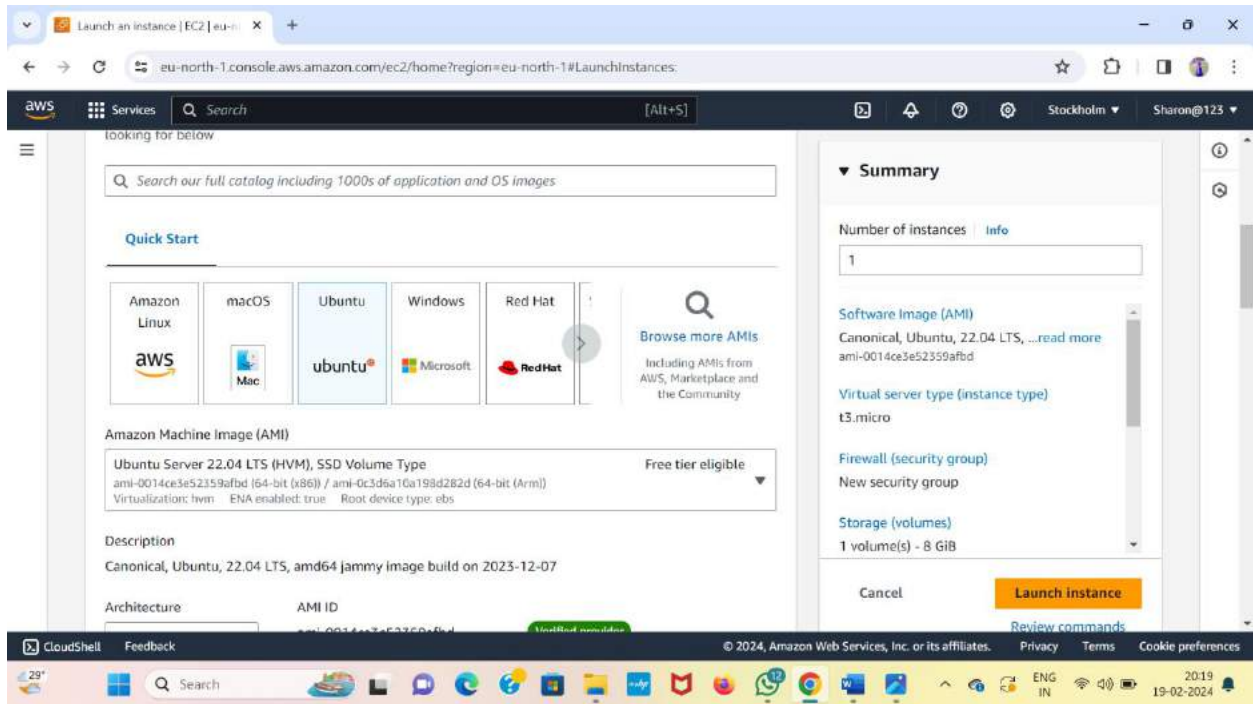 Launch an instance | EC2 | eu-n
eu-north-1.console.aws.amazon.com/ec2/home?region=eu-north-1#LaunchInstances:
aws
Services
Search
[Alt+S]
Stockholm
Sharon@123
looking for below
Search our full catalog including 1000s of application and OS images
Quick Start
Amazon Linux
aws
macOS
Mac
Ubuntu
ubuntu
Windows
Microsoft
Red Hat
Red Hat
Browse more AMIs
Including AMIs from
AWS, Marketplace and
the Community
Amazon Machine Image (AMI)
Ubuntu Server 22.04 LTS (HVM), SSD Volume Type
Free tier eligible
ami-0014ce3e52359afbd (64-bit (x86)) / ami-0c3d6a10a198d282d (64-bit (Arm))
Virtualization: hvm ENA enabled: true Root device type: ebs
Description
Canonical, Ubuntu, 22.04 LTS, amd64 jammy image build on 2023-12-07
Architecture
AMI ID
ami-0014ce3e52359afbd
Verified provider
Summary
Number of instances
Info
1
Software Image (AMI)
Canonical, Ubuntu, 22.04 LTS, ...read more
ami-0014ce3e52359afbd
Virtual server type (instance type)
t3.micro
Firewall (security group)
New security group
Storage (volumes)
1 volume(s) - 8 GiB
Cancel
Launch instance
Review commands
CloudShell
Feedback
© 2024, Amazon Web Services, Inc. or its affiliates.
Privacy
Terms
Cookie preferences
29°
Search
12
ENG
IN
20:19
19-02-2024